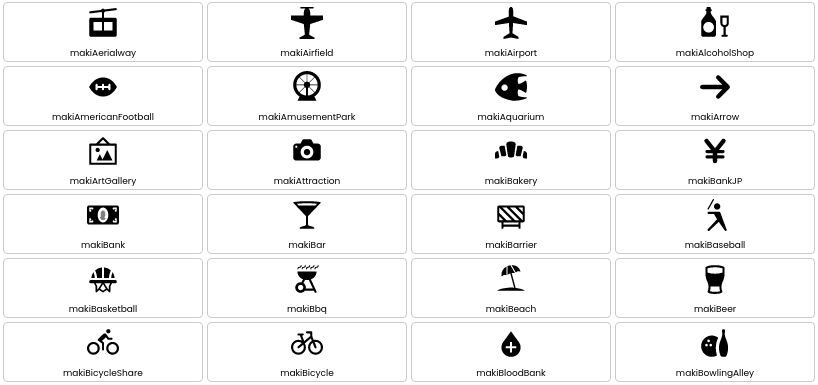 makiAerialway
makiAirfield
makiAirport
makiAlcoholShop
makiAmericanFootball
makiAmusementPark
makiAquarium
makiArrow
makiArtGallery
makiAttraction
makiBakery
makiBankJP
makiBank
makiBar
makiBarrier
makiBaseball
makiBasketball
makiBbq
makiBeach
makiBeer
makiBicycleShare
makiBicycle
makiBloodBank
makiBowlingAlley